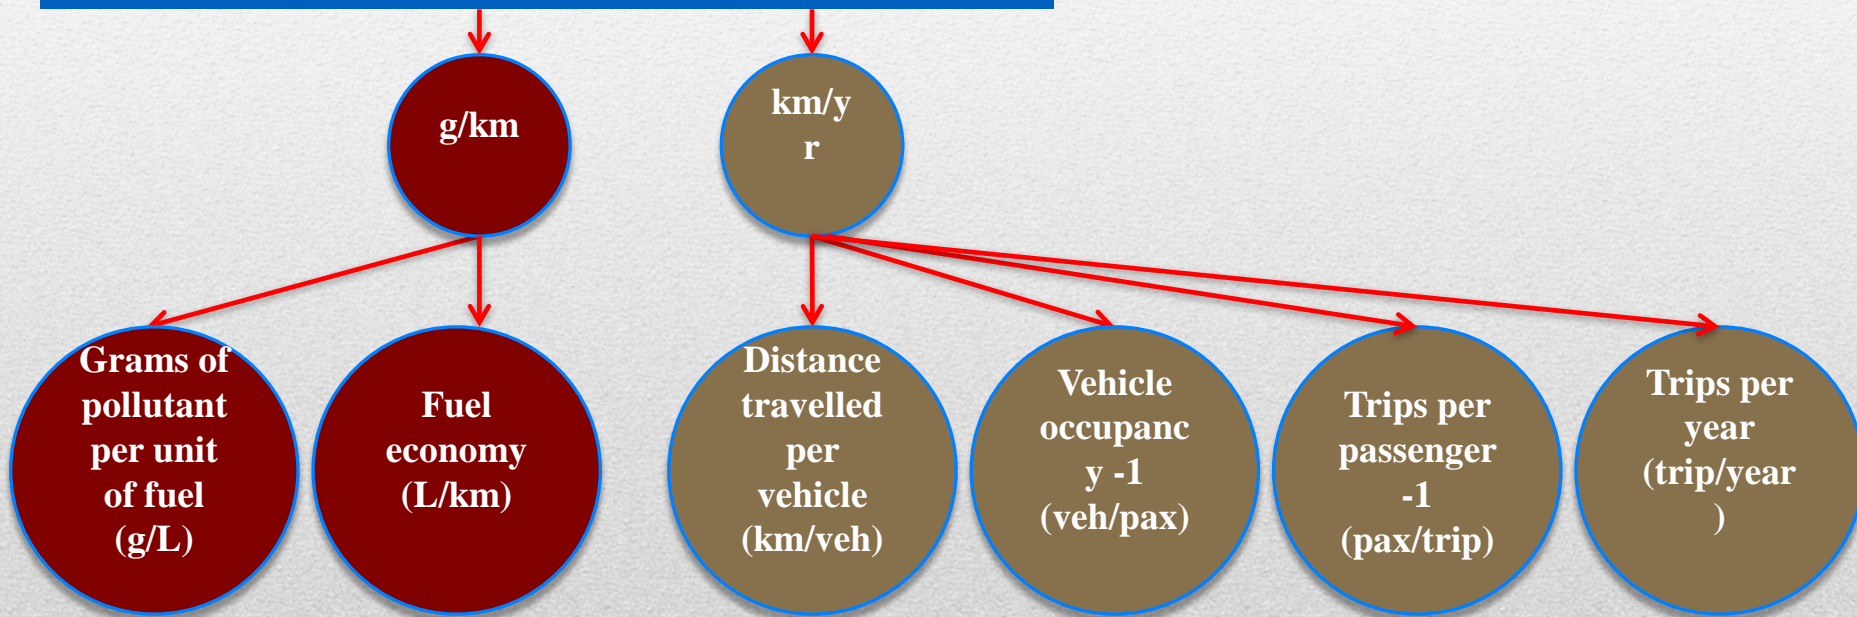 g/km
km/y
r
Grams of
pollutant
per unit
of fuel
(g/L)
Fuel
economy
(L/km)
Distance
travelled
per
vehicle
(km/veh)
Vehicle
occupanc
y -1
(veh/pax)
Trips per
passenger
-1
(pax/trip)
Trips per
year
(trip/year
)